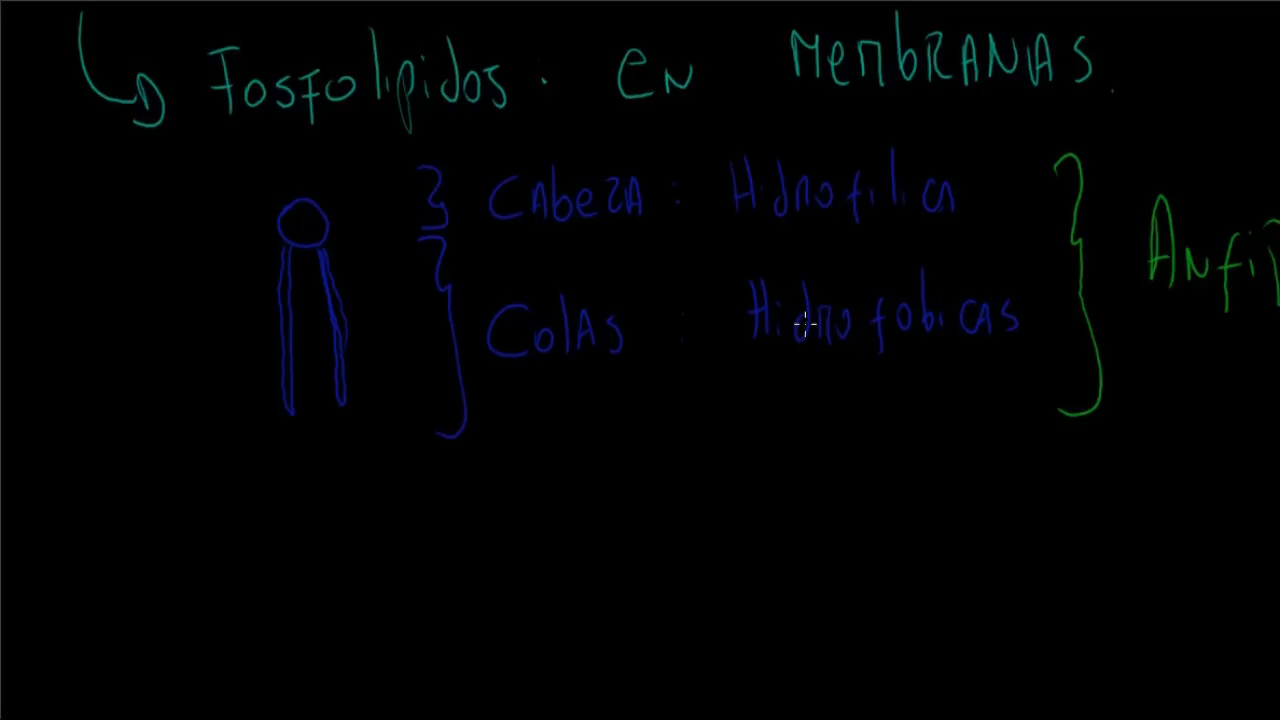 Fosfolipidos: en membranas.
Cabeza: Hidrofilica
Colas: Hidrofobicas